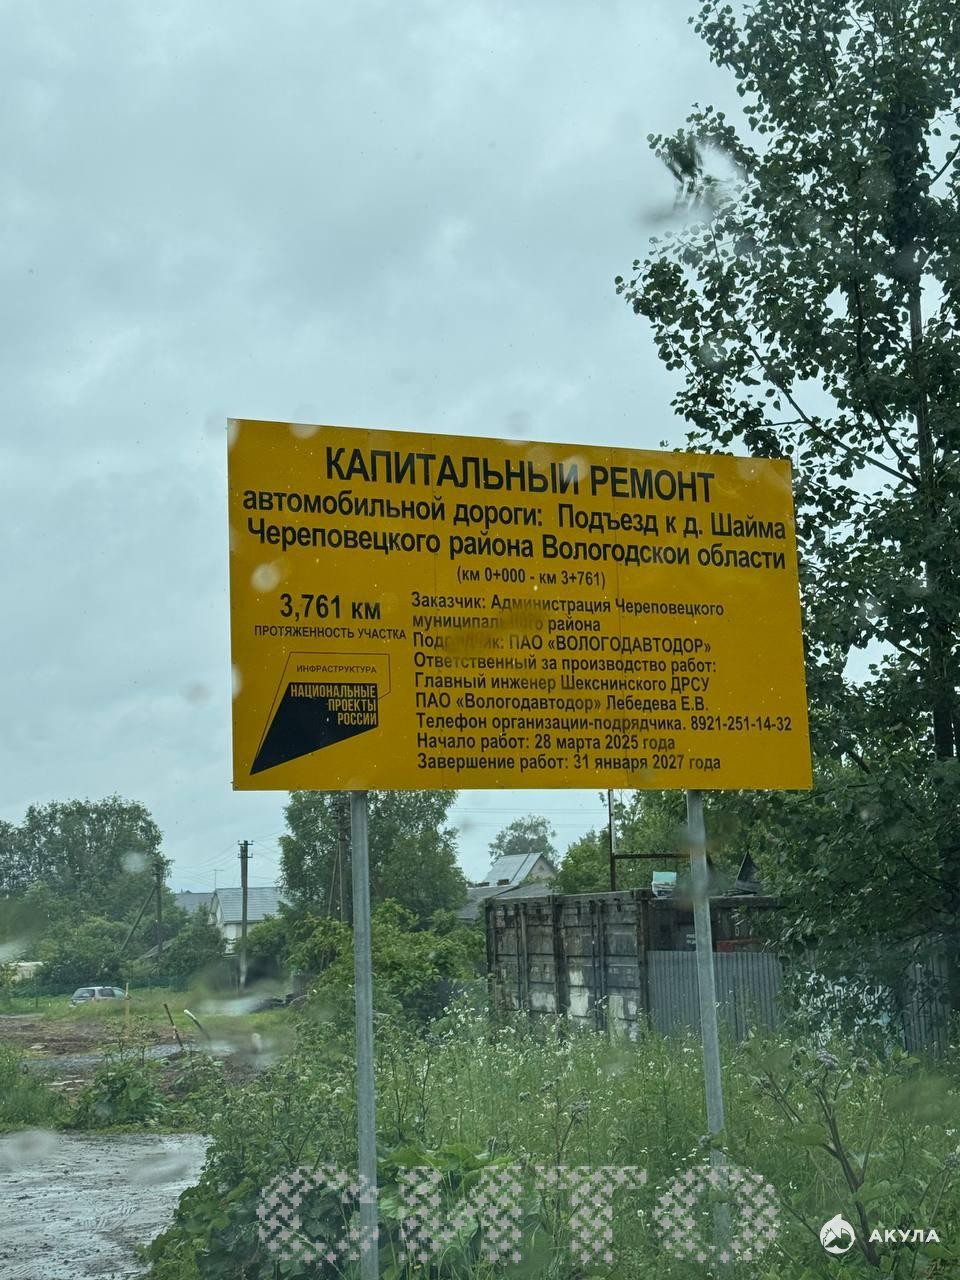 КАПИТАЛЬНЫЙ РЕМОНТ
автомобильной дороги: Подъезд к д. Шайма
Череповецкого района Вологодской области
(км 0+000 - км 3+761)
3,761 км
ПРОТЯЖЕННОСТЬ УЧАСТКА
ИНФРАСТРУКТУРА
НАЦИОНАЛЬНЫЕ
ПРОЕКТЫ
РОССИИ
Заказчик: Администрация Череповецкого
муниципального района
Подрядчик: ПАО «ВОЛОГОДАВТОДОР»
Ответственный за производство работ:
Главный инженер Шекснинского ДРСУ
ПАО «Вологодавтодор» Лебедева Е.В.
Телефон организации-подрядчика. 8921-251-14-32
Начало работ: 28 марта 2025 года
Завершение работ: 31 января 2027 года
СИТО
АКУЛА